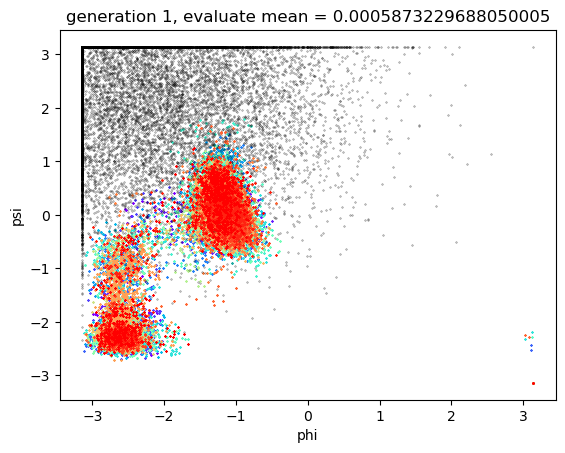 generation 1, evaluate mean = 0.0005873229688050005
3
2
1
0
−1
−2
−3
psi
−3 −2 −1 0 1 2 3
phi